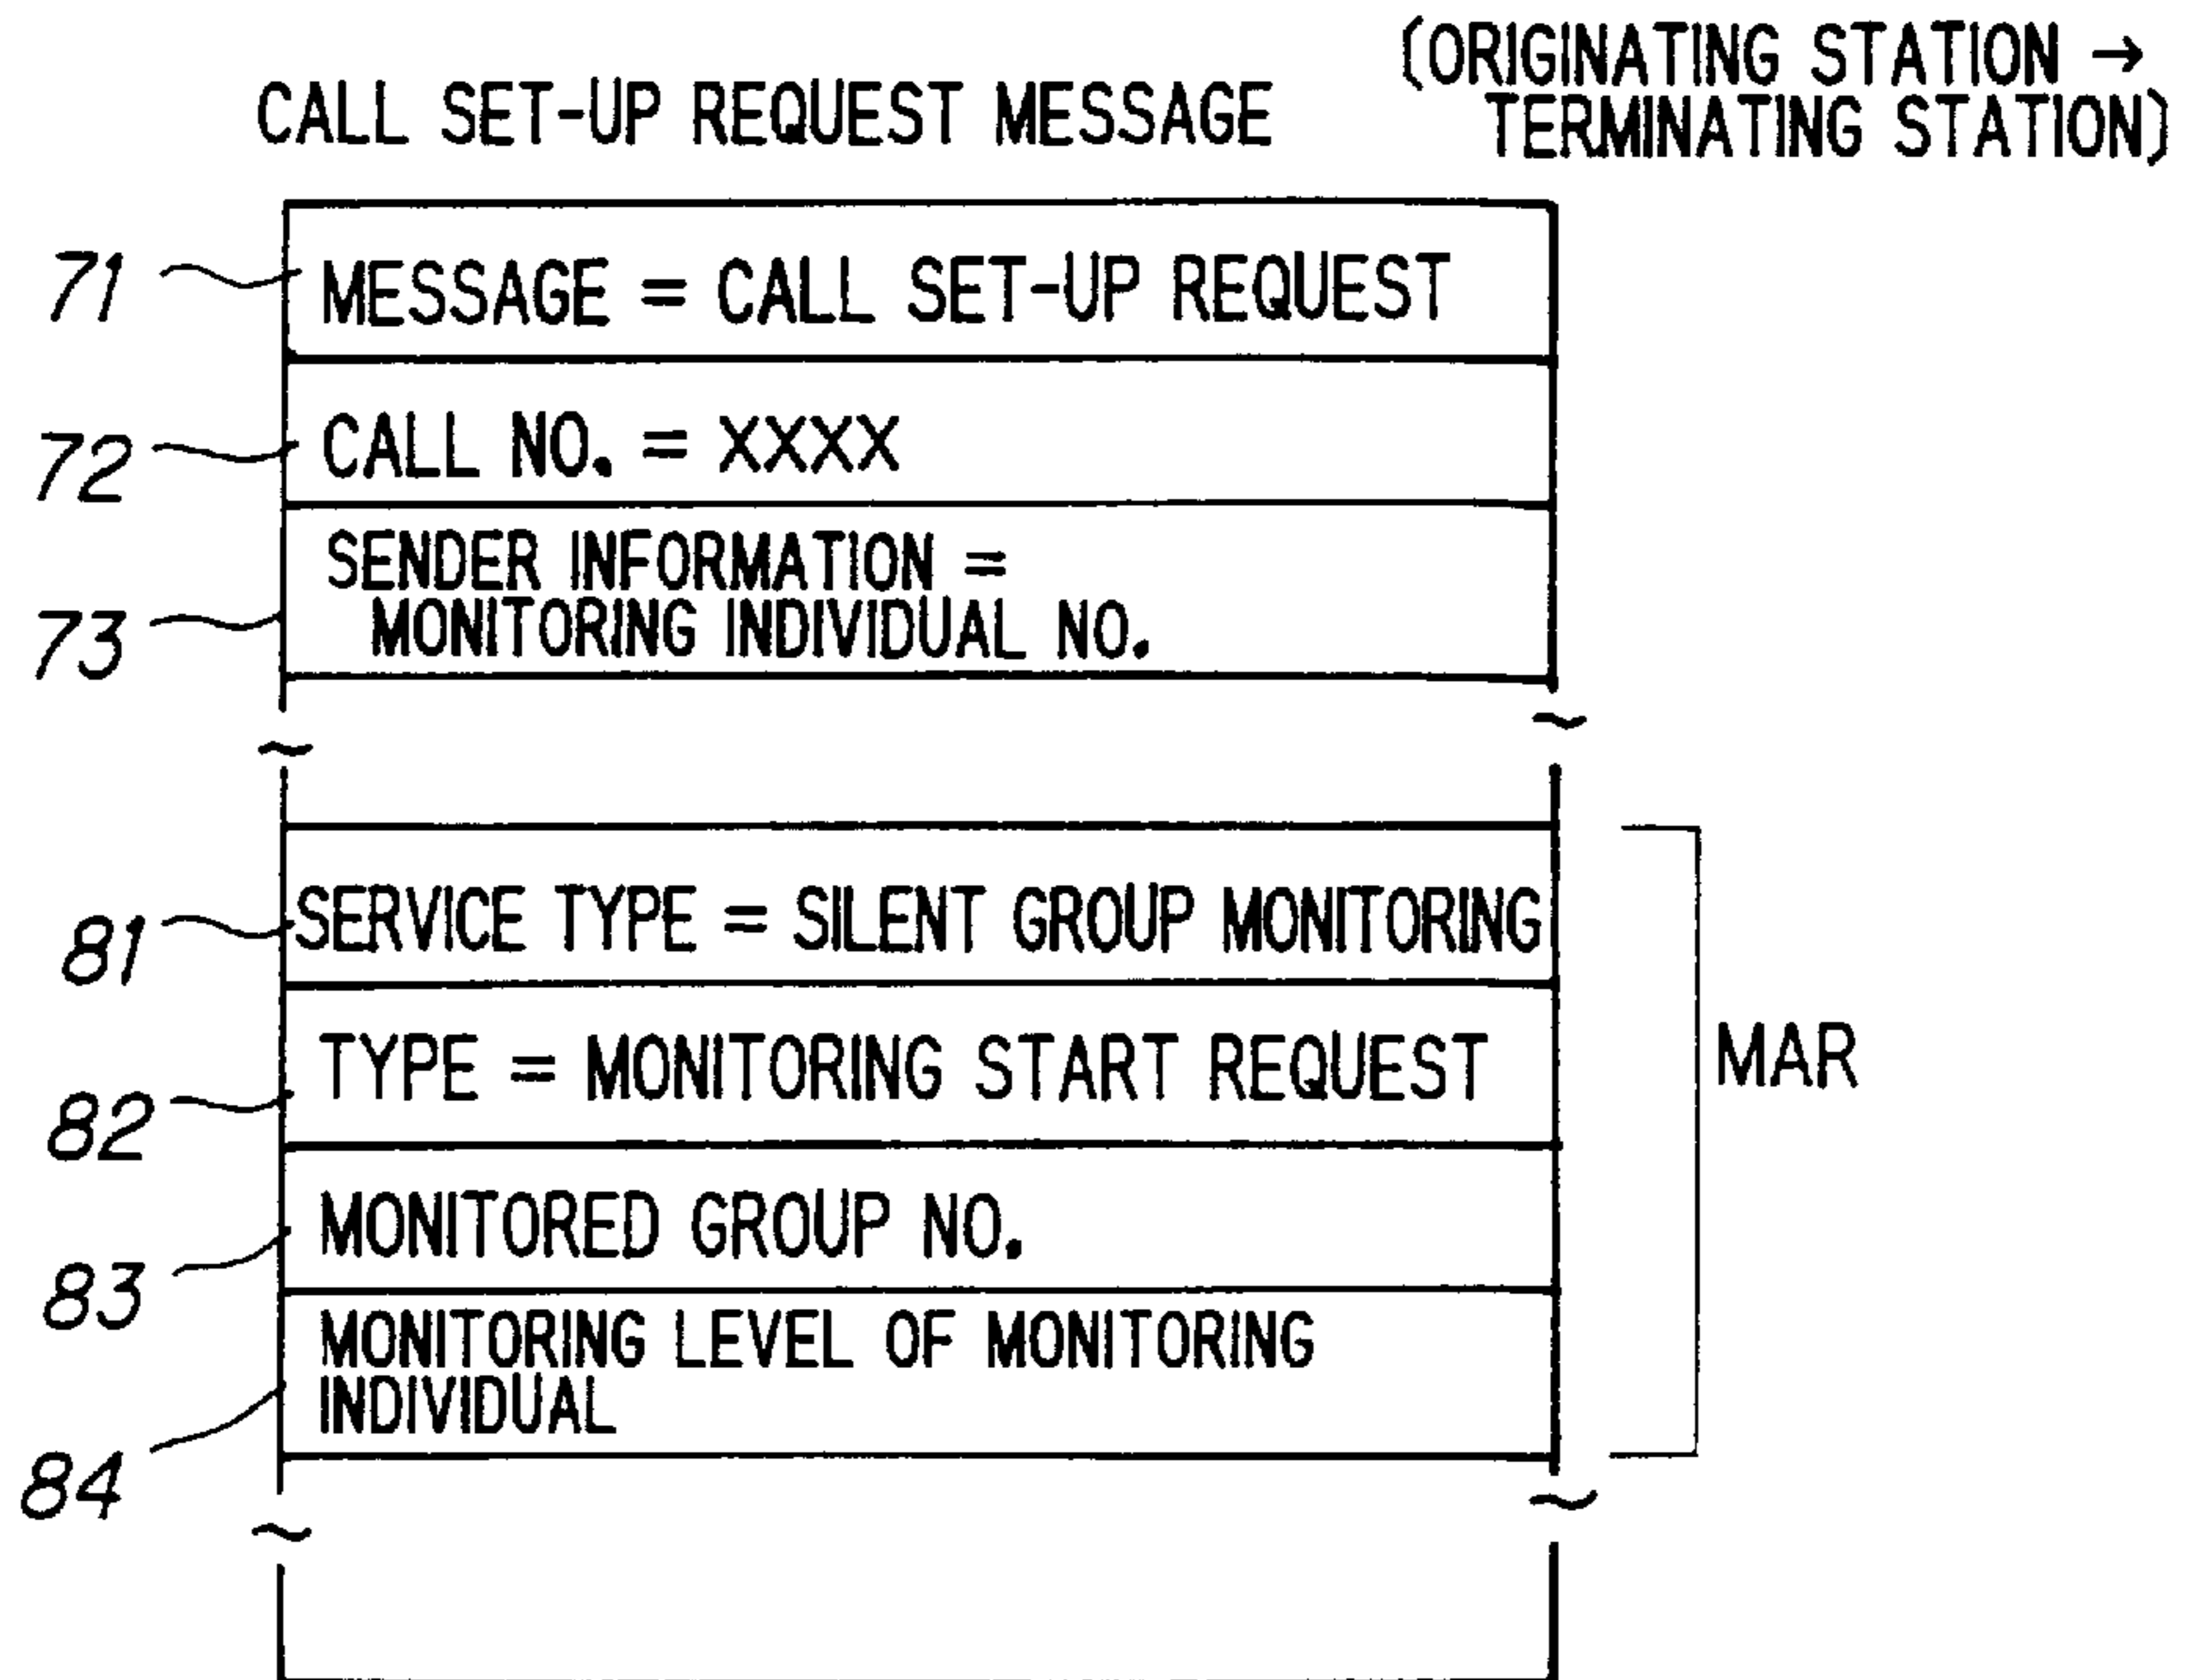 (ORIGINATING STATION →
TERMINATING STATION)
CALL SET-UP REQUEST MESSAGE
71
MESSAGE = CALL SET-UP REQUEST
72
CALL NO. = XXXX
73
SENDER INFORMATION =
MONITORING INDIVIDUAL NO.
81
SERVICE TYPE = SILENT GROUP MONITORING
82
TYPE = MONITORING START REQUEST
83
MONITORED GROUP NO.
84
MONITORING LEVEL OF MONITORING
INDIVIDUAL
MAR